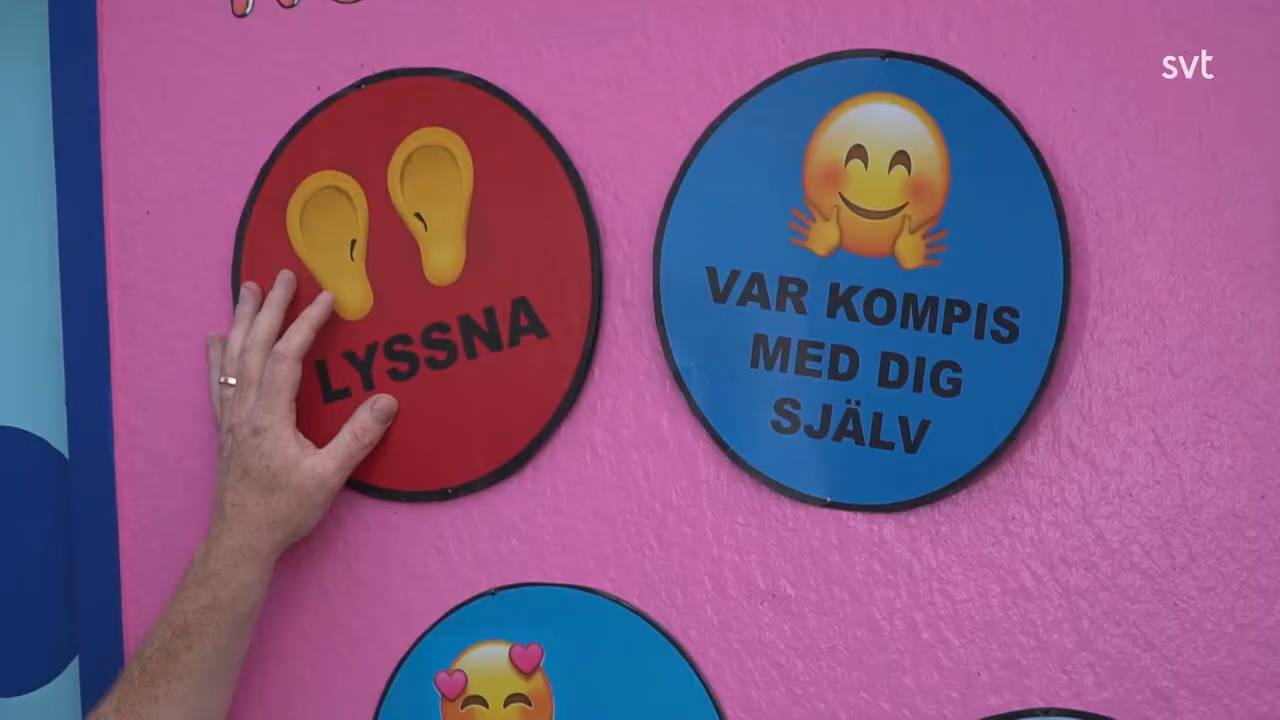 svt
LYSSNA
VAR KOMPIS
MED DIG
SJÄLV